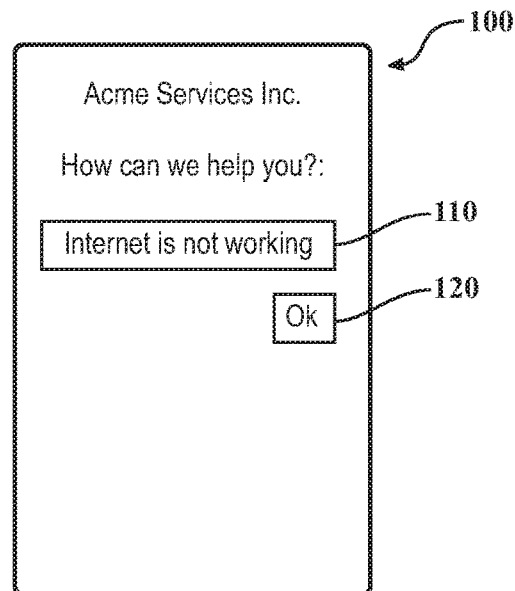 100
Acme Services Inc.
How can we help you?:
Internet is not working
110
Ok
120